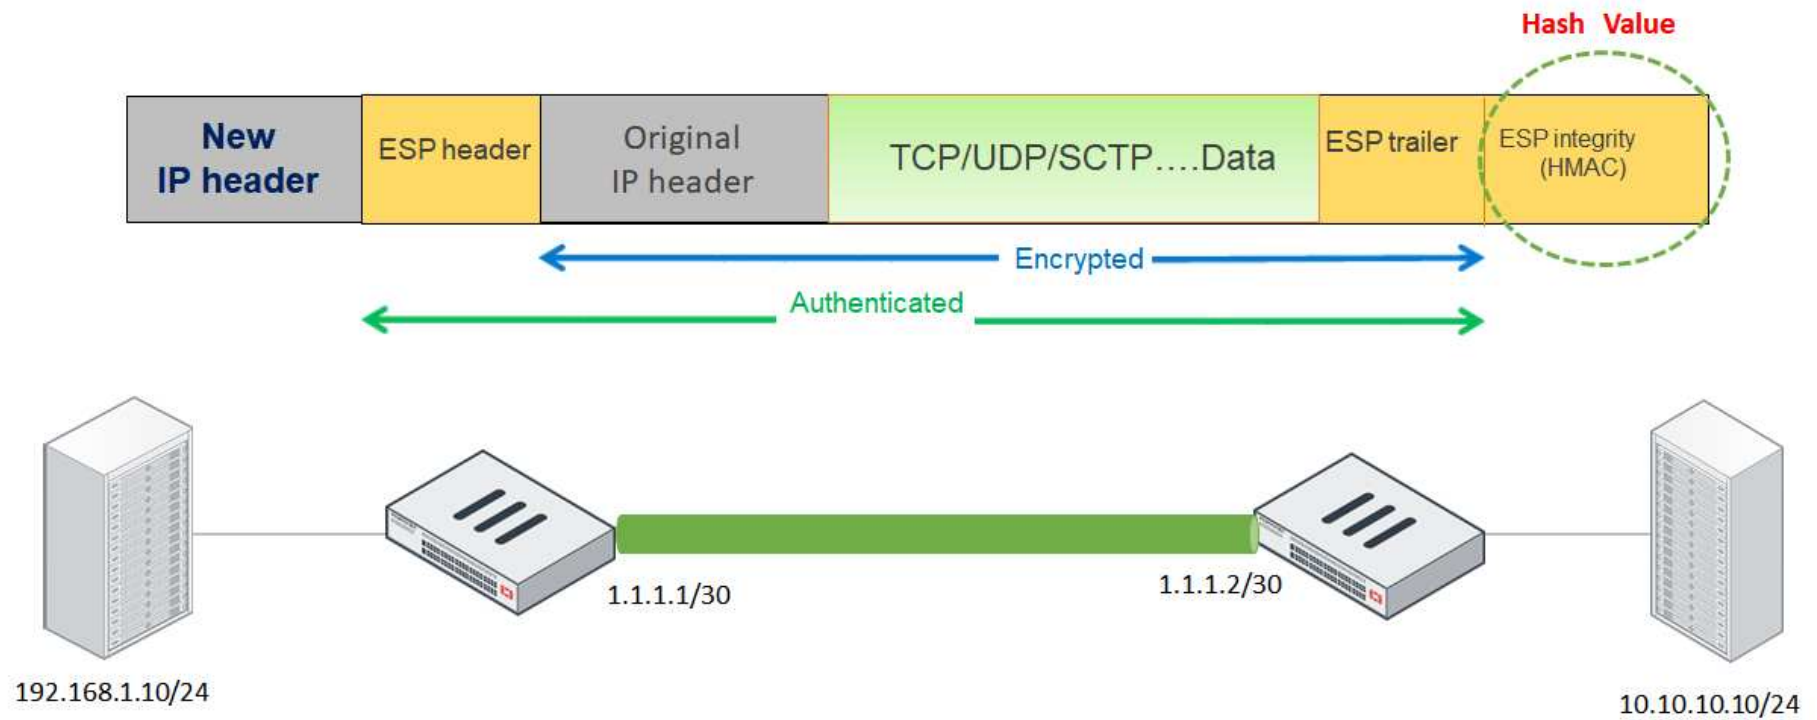 Hash Value
New
IP header
ESP header
Original
IP header
TCP/UDP/SCTP....Data
ESP trailer
ESP integrity
(HMAC)
Encrypted
Authenticated
1.1.1.1/30
1.1.1.2/30
192.168.1.10/24
10.10.10.10/24